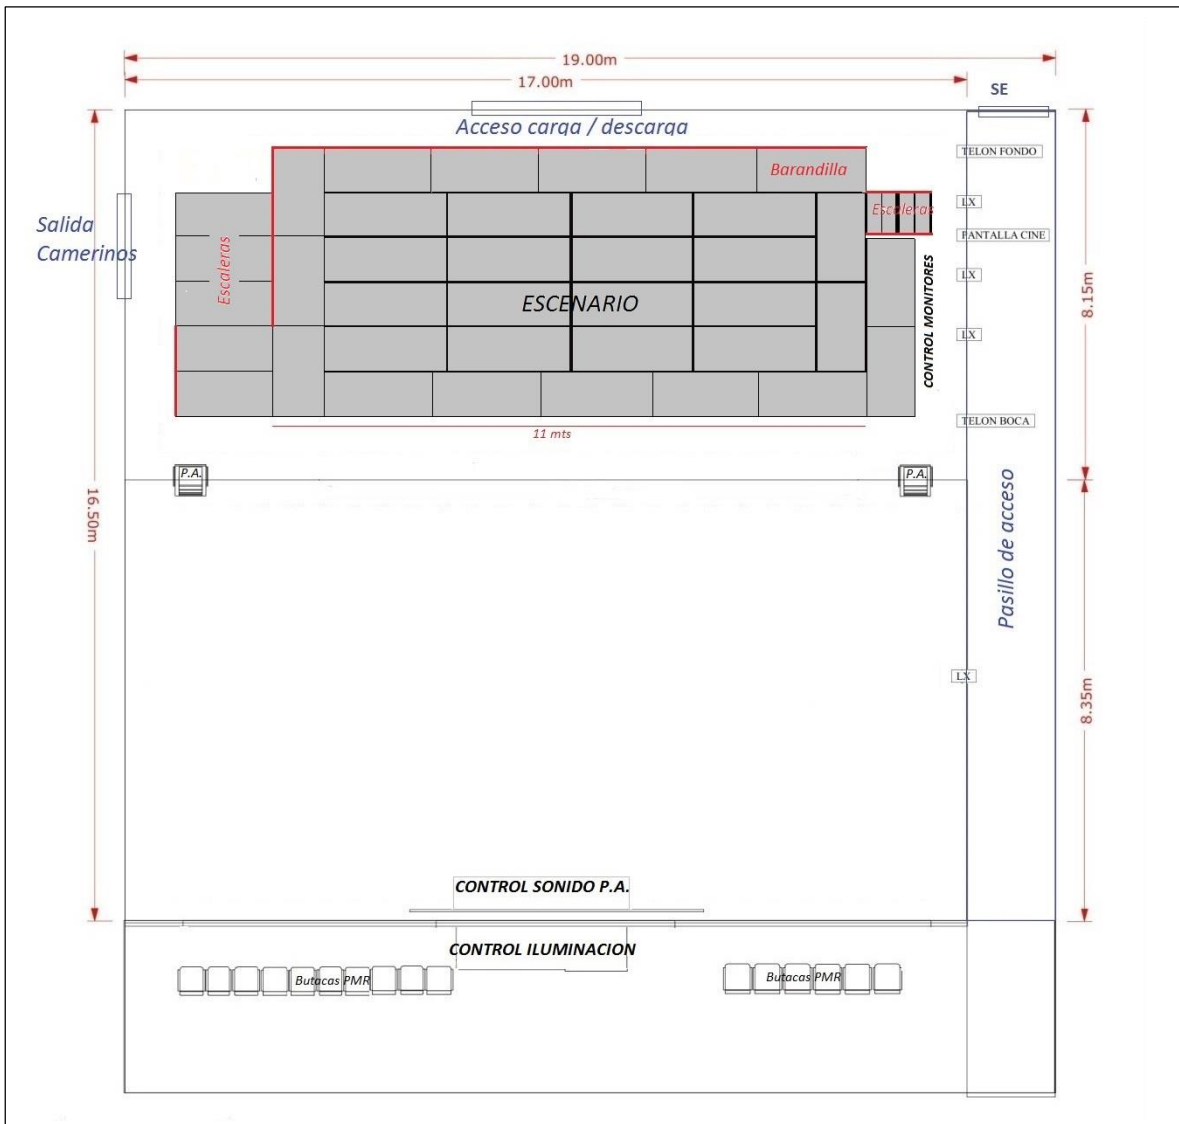 19.00m
17.00m
SE
Acceso carga / descarga
TELON FONDO
Barandilla
LX
Escaleras
Salida
Camerinos
PANTALLA CINE
Escaleras
LX
ESCENARIO
CONTROL MONITORES
8.15m
LX
TELON BOCA
11 mts
P.A.
P.A.
16.50m
Pasillo de acceso
LX
8.35m
CONTROL SONIDO P.A.
CONTROL ILUMINACION
Butacas PMR
Butacas PMR